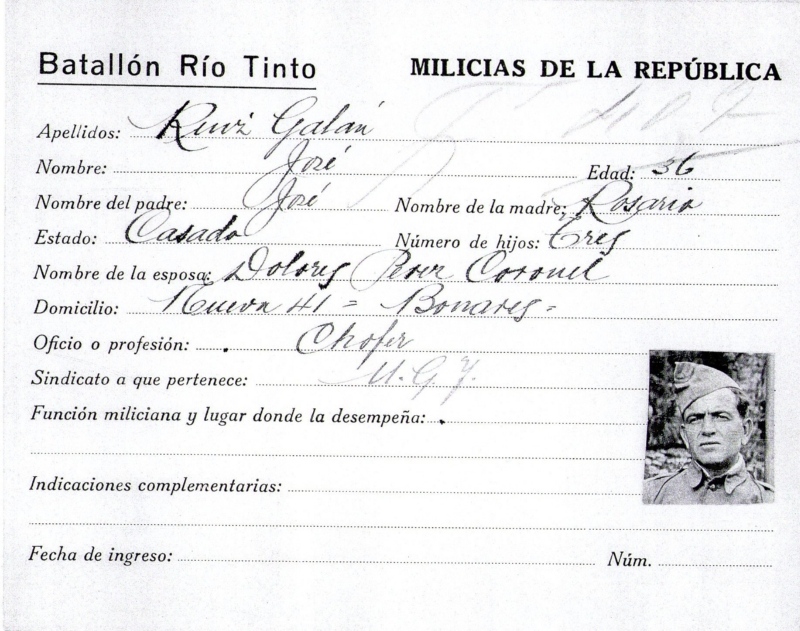 Batallón Río Tinto MILICIAS DE LA REPÚBLICA
Apellidos: Ruiz Galán
Nombre: José Edad: 36
Nombre del padre: José Nombre de la madre: Rosario
Estado: Casado Número de hijos: Tres
Nombre de la esposa: Dolores Perez Coronel
Domicilio: Nueva 41 = Bonares =
Oficio o profesión: Chofer
Sindicato a que pertenece: U.G.T.
Función miliciana y lugar donde la desempeña:
Indicaciones complementarias:
Fecha de ingreso: Núm.